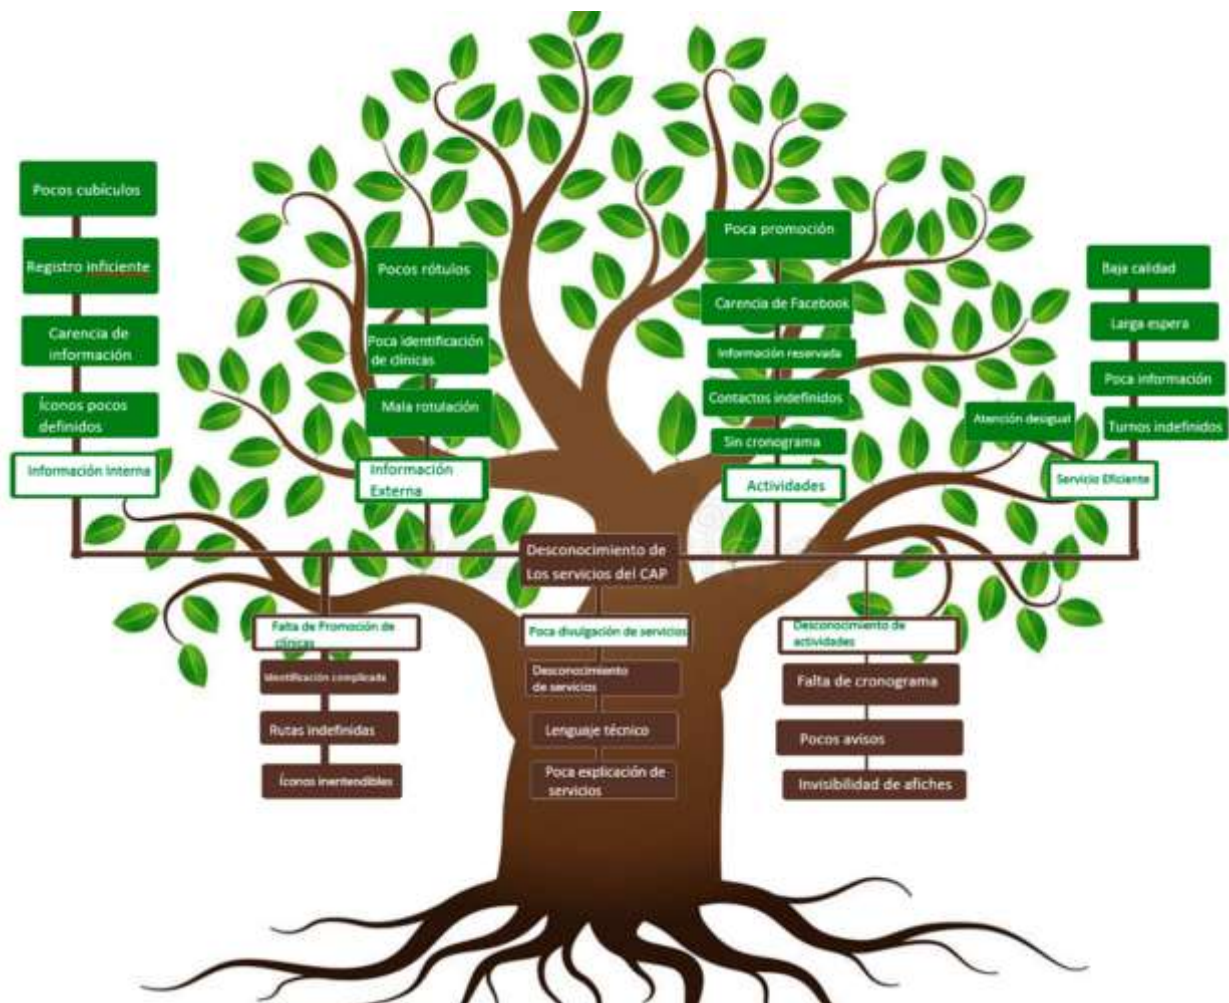 Pocos cubículos
Registro inficiente
Carencia de
información
Íconos pocos
definidos
Información Interna
Pocos rótulos
Poca identificación
de clínicas
Mala rotulación
Información
Externa
Poca promoción
Carencia de Facebook
Información reservada
Contactos indefinidos
Sin cronograma
Actividades
Baja calidad
Larga espera
Poca información
Atención desigual
Turnos indefinidos
Servicio Eficiente
Desconocimiento de
Los servicios del CAP
Falta de Promoción de
clínicas
Identificación complicada
Rutas indefinidas
Íconos inentendibles
Poca divulgación de servicios
Desconocimiento
de servicios
Lenguaje técnico
Poca explicación de
servicios
Desconocimiento de
actividades
Falta de cronograma
Pocos avisos
Invisibilidad de afiches